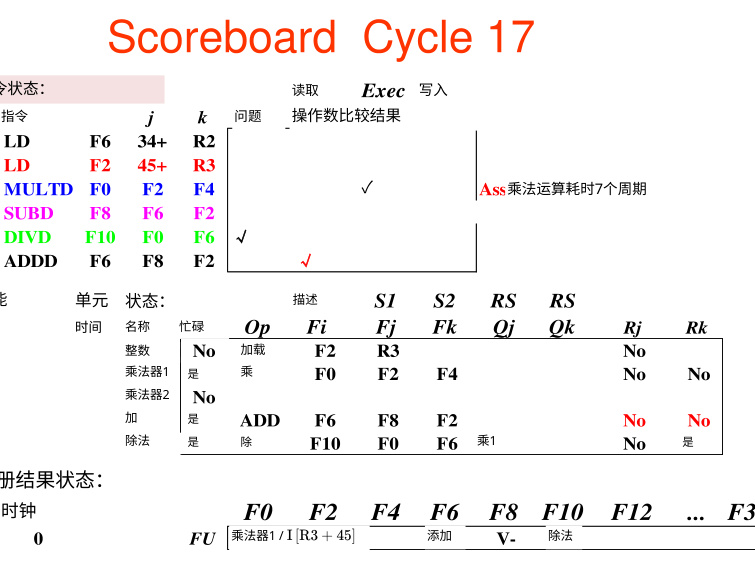 Scoreboard Cycle 17
令状态：
读取 Exec 写入
指令 j k 问题 操作数比较结果
LD F6 34+ R2
LD F2 45+ R3
MULTD F0 F2 F4 ✓ Ass乘法运算耗时7个周期
SUBD F8 F6 F2
DIVD F10 F0 F6 √
ADDD F6 F8 F2 √
能 单元 状态： 描述 S1 S2 RS RS
时间 名称 忙碌 Op Fi Fj Fk Qj Qk Rj Rk
整数 No 加载 F2 R3 No
乘法器1 是 乘 F0 F2 F4 No No
乘法器2 No
加 是 ADD F6 F8 F2 No No
除法 是 除 F10 F0 F6 乘1 No 是
册结果状态：
时钟 F0 F2 F4 F6 F8 F10 F12 ... F3
0 FU 乘法器1 / I [R3 + 45] 添加 V- 除法